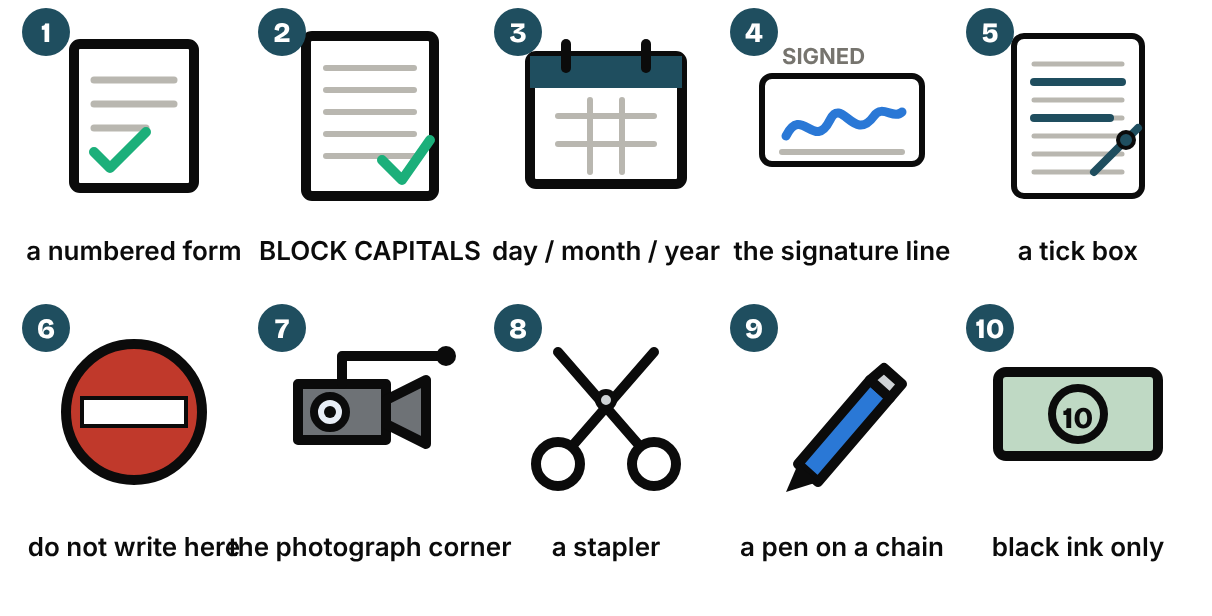 1
2
3
4
SIGNED
5
a numbered form
BLOCK CAPITALS
day / month / year
the signature line
a tick box
6
7
8
9
10
10
do not write here
the photograph corner
a stapler
a pen on a chain
black ink only